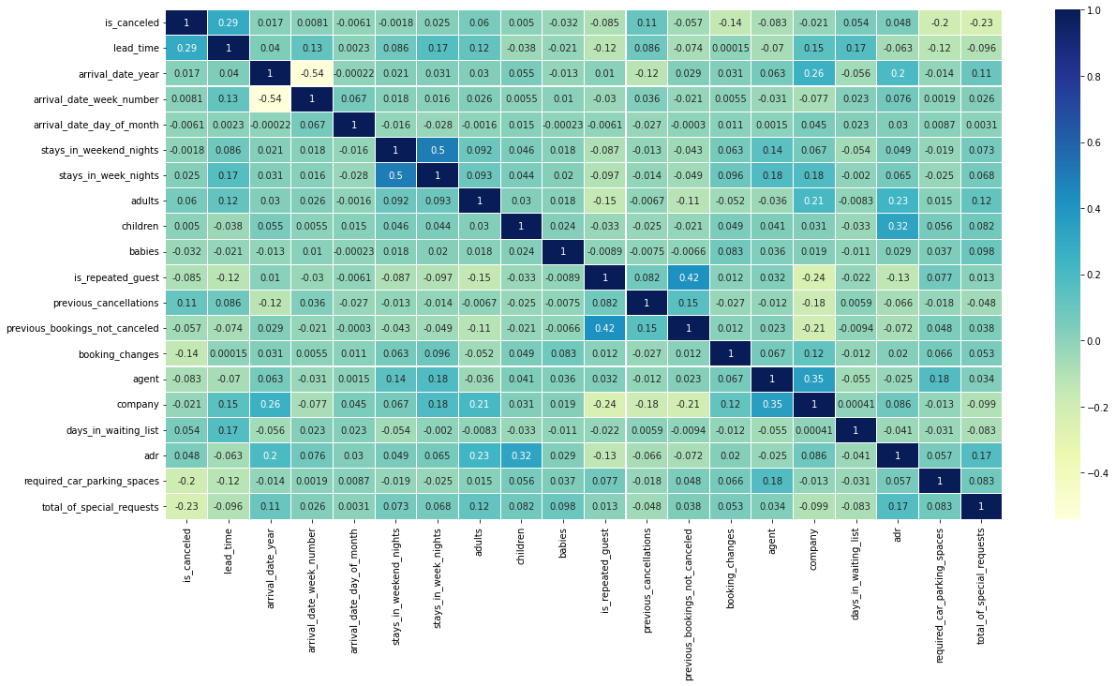 is_canceled 1 0.29 0.017 0.0081 -0.0061 -0.0018 0.025 0.06 0.005 -0.032 -0.085 0.11 -0.057 -0.14 -0.083 -0.021 0.054 0.048 -0.2 -0.23
lead_time 0.29 1 0.04 0.13 0.0023 0.086 0.17 0.12 -0.038 -0.021 -0.12 0.086 -0.074 0.00015 -0.07 0.15 0.17 -0.063 -0.12 -0.096
arrival_date_year 0.017 0.04 1 -0.54 -0.00022 0.021 0.031 0.03 0.055 -0.013 0.01 -0.12 0.029 0.031 0.063 0.26 -0.056 0.2 -0.014 0.11
arrival_date_week_number 0.0081 0.13 -0.54 1 0.067 0.018 0.016 0.026 0.0055 0.01 -0.03 0.036 -0.021 0.0055 -0.031 -0.077 0.023 0.076 0.0019 0.026
arrival_date_day_of_month -0.0061 0.0023 -0.00022 0.067 1 -0.016 -0.028 -0.0016 0.015 -0.00023 -0.0061 -0.027 -0.0003 0.011 0.0015 0.045 0.023 0.03 0.0087 0.0031
stays_in_weekend_nights -0.0018 0.086 0.021 0.018 -0.016 1 0.5 0.092 0.046 0.018 -0.087 -0.013 -0.043 0.063 0.14 0.067 -0.054 0.049 -0.019 0.073
stays_in_week_nights 0.025 0.17 0.031 0.016 -0.028 0.5 1 0.093 0.044 0.02 -0.097 -0.014 -0.049 0.096 0.18 0.18 -0.002 0.065 -0.025 0.068
adults 0.06 0.12 0.03 0.026 -0.0016 0.092 0.093 1 0.03 0.018 -0.15 -0.0067 -0.11 -0.052 -0.036 0.21 -0.0083 0.23 0.015 0.12
children 0.005 -0.038 0.055 0.0055 0.015 0.046 0.044 0.03 1 0.024 -0.033 -0.025 -0.021 0.049 0.041 0.031 -0.033 0.32 0.056 0.082
babies -0.032 -0.021 -0.013 0.01 -0.00023 0.018 0.02 0.018 0.024 1 -0.0089 -0.0075 -0.0066 0.083 0.036 0.019 -0.011 0.029 0.037 0.098
is_repeated_guest -0.085 -0.12 0.01 -0.03 -0.0061 -0.087 -0.097 -0.15 -0.033 -0.0089 1 0.082 0.42 0.012 0.032 -0.24 -0.022 -0.13 0.077 0.013
previous_cancellations 0.11 0.086 -0.12 0.036 -0.027 -0.013 -0.014 -0.0067 -0.025 -0.0075 0.082 1 0.15 -0.027 -0.012 -0.18 0.0059 -0.066 -0.018 -0.048
previous_bookings_not_canceled -0.057 -0.074 0.029 -0.021 -0.0003 -0.043 -0.049 -0.11 -0.021 -0.0066 0.42 0.15 1 0.012 0.023 -0.21 -0.0094 -0.072 0.048 0.038
booking_changes -0.14 0.00015 0.031 0.0055 0.011 0.063 0.096 -0.052 0.049 0.083 0.012 -0.027 0.012 1 0.067 0.12 -0.012 0.02 0.066 0.053
agent -0.083 -0.07 0.063 -0.031 0.0015 0.14 0.18 -0.036 0.041 0.036 0.032 -0.012 0.023 0.067 1 0.35 -0.055 -0.025 0.18 0.034
company -0.021 0.15 0.26 -0.077 0.045 0.067 0.18 0.21 0.031 0.019 -0.24 -0.18 -0.21 0.12 0.35 1 0.00041 0.086 -0.013 -0.099
days_in_waiting_list 0.054 0.17 -0.056 0.023 0.023 -0.054 -0.002 -0.0083 -0.033 -0.011 -0.022 0.0059 -0.0094 -0.012 -0.055 0.00041 1 -0.041 -0.031 -0.083
adr 0.048 -0.063 0.2 0.076 0.03 0.049 0.065 0.23 0.32 0.029 -0.13 -0.066 -0.072 0.02 -0.025 0.086 -0.041 1 0.057 0.17
required_car_parking_spaces -0.2 -0.12 -0.014 0.0019 0.0087 -0.019 -0.025 0.015 0.056 0.037 0.077 -0.018 0.048 0.066 0.18 -0.013 -0.031 0.057 1 0.083
total_of_special_requests -0.23 -0.096 0.11 0.026 0.0031 0.073 0.068 0.12 0.082 0.098 0.013 -0.048 0.038 0.053 0.034 -0.099 -0.083 0.17 0.083 1
is_canceled
lead_time
arrival_date_year
arrival_date_week_number
arrival_date_day_of_month
stays_in_weekend_nights
stays_in_week_nights
adults
children
babies
is_repeated_guest
previous_cancellations
previous_bookings_not_canceled
booking_changes
agent
company
days_in_waiting_list
adr
required_car_parking_spaces
total_of_special_requests
1.0
0.8
0.6
0.4
0.2
0.0
−0.2
−0.4